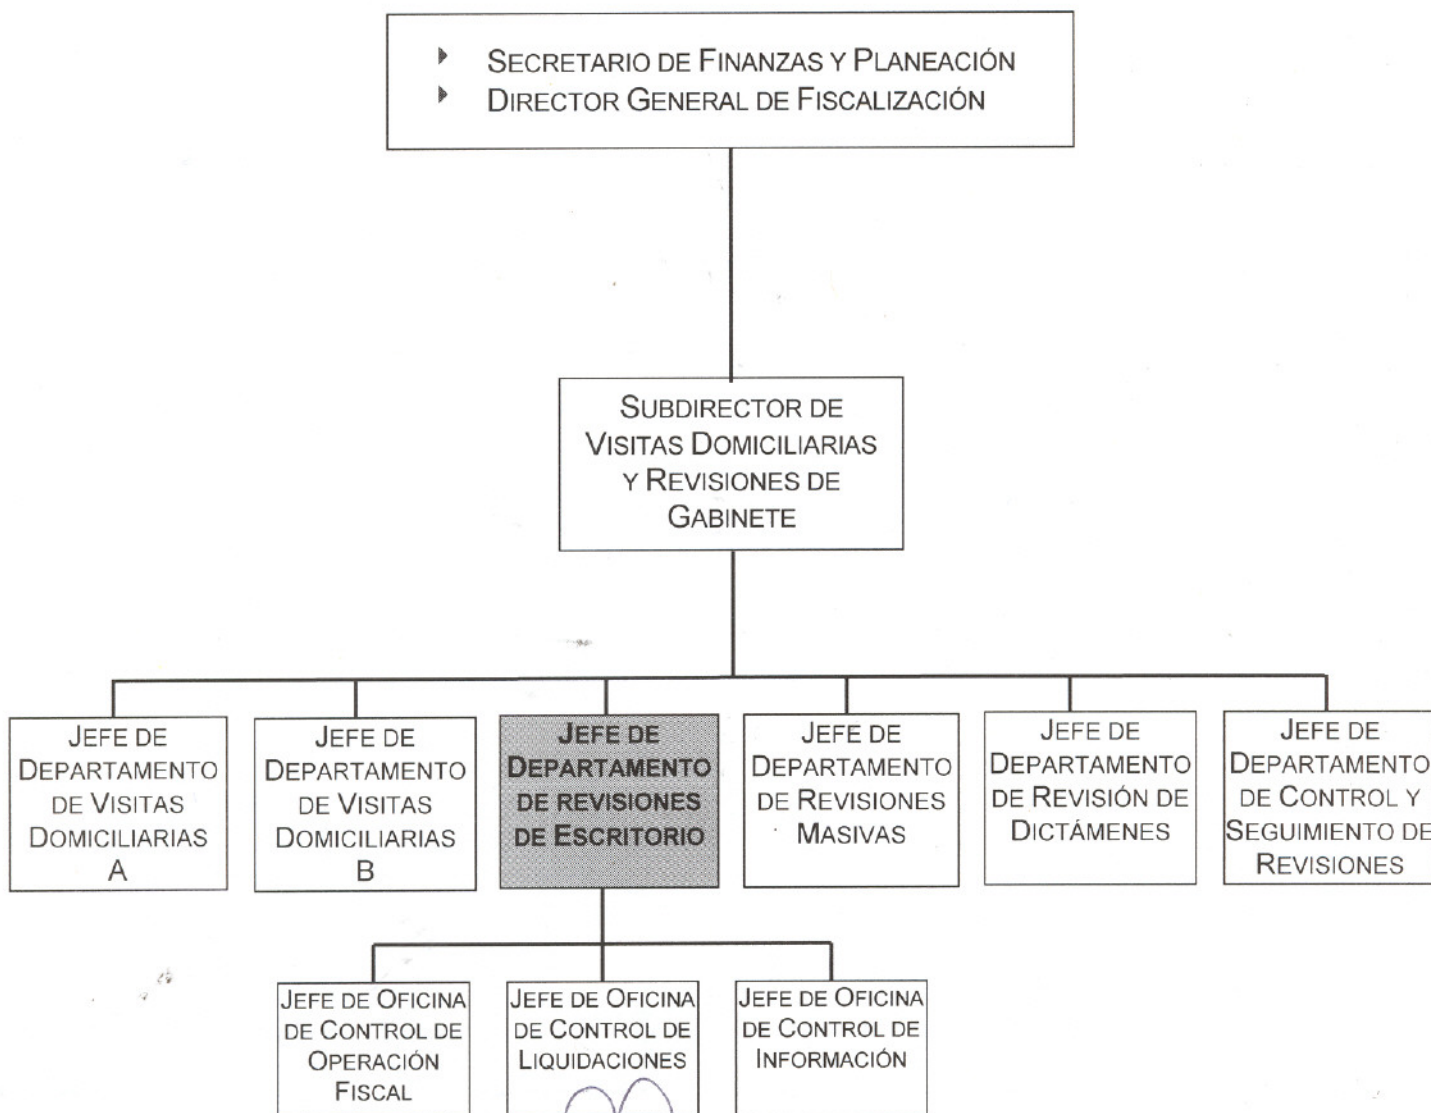 SECRETARIO DE FINANZAS Y PLANEACIÓN
DIRECTOR GENERAL DE FISCALIZACIÓN
SUBDIRECTOR DE
VISITAS DOMICILIARIAS
Y REVISIONES DE
GABINETE
JEFE DE
DEPARTAMENTO
DE VISITAS
DOMICILIARIAS
A
JEFE DE
DEPARTAMENTO
DE VISITAS
DOMICILIARIAS
B
JEFE DE
DEPARTAMENTO
DE REVISIONES
DE ESCRITORIO
JEFE DE
DEPARTAMENTO
DE REVISIONES
MASIVAS
JEFE DE
DEPARTAMENTO
DE REVISIÓN DE
DICTÁMENES
JEFE DE
DEPARTAMENTO
DE CONTROL Y
SEGUIMIENTO DE
REVISIONES
JEFE DE OFICINA
DE CONTROL DE
OPERACIÓN
FISCAL
JEFE DE OFICINA
DE CONTROL DE
LIQUIDACIONES
JEFE DE OFICINA
DE CONTROL DE
INFORMACIÓN